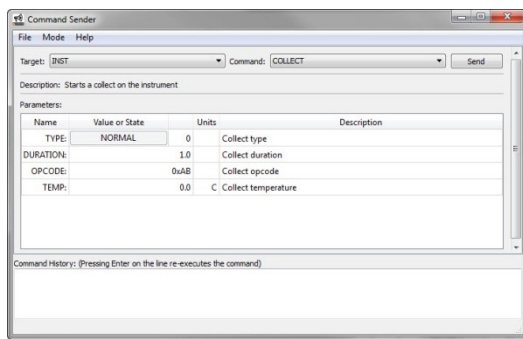 Command Sender
File Mode Help
Target: INST Command: COLLECT Send
Description: Starts a collect on the instrument
Parameters:
Name Value or State Units Description
TYPE: NORMAL 0 Collect type
DURATION: 1.0 Collect duration
OPCODE: 0xAB Collect opcode
TEMP: 0.0 C Collect temperature
Command History: (Pressing Enter on the line re-executes the command)